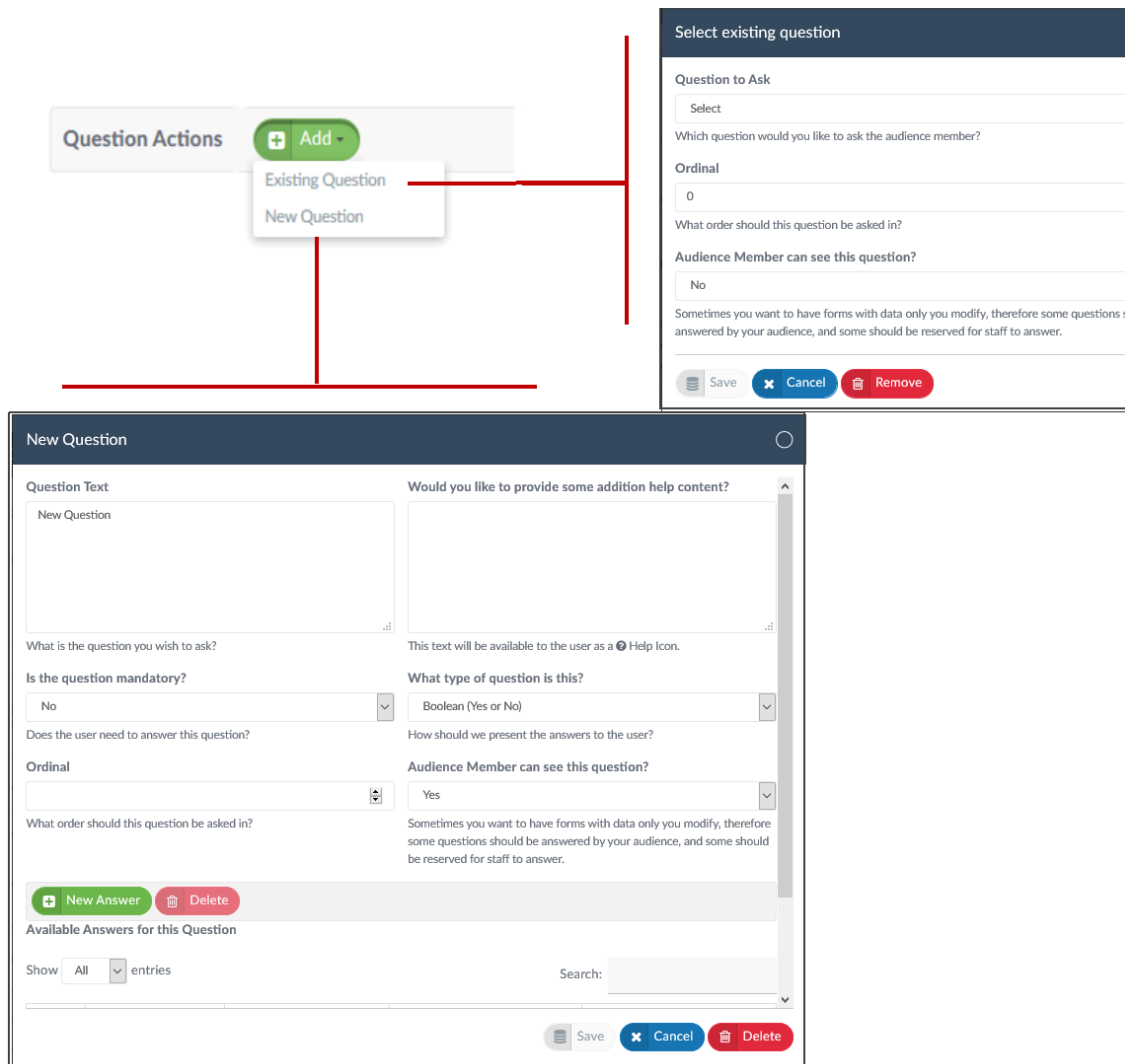 Question Actions
Add
Existing Question
New Question
Select existing question
Question to Ask
Select
Which question would you like to ask the audience member?
Ordinal
0
What order should this question be asked in?
Audience Member can see this question?
No
Sometimes you want to have forms with data only you modify, therefore some questions
answered by your audience, and some should be reserved for staff to answer.
Save Cancel Remove
New Question
Question Text
New Question
What is the question you wish to ask?
Would you like to provide some addition help content?
This text will be available to the user as a Help Icon.
Is the question mandatory?
No
Does the user need to answer this question?
What type of question is this?
Boolean (Yes or No)
How should we present the answers to the user?
Ordinal
What order should this question be asked in?
Audience Member can see this question?
Yes
Sometimes you want to have forms with data only you modify, therefore
some questions should be answered by your audience, and some should
be reserved for staff to answer.
New Answer Delete
Available Answers for this Question
Show All entries
Search:
Save Cancel Delete